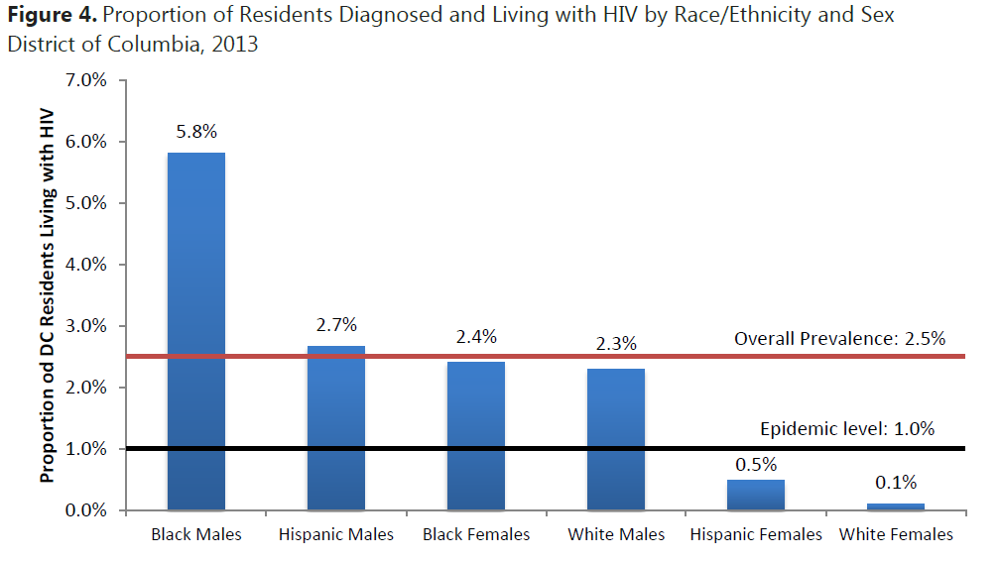 Figure 4. Proportion of Residents Diagnosed and Living with HIV by Race/Ethnicity and Sex
District of Columbia, 2013
Proportion od DC Residents Living with HIV
7.0%
6.0%
5.0%
4.0%
3.0%
2.0%
1.0%
0.0%
5.8%
2.7%
2.4%
2.3%
0.5%
0.1%
Overall Prevalence: 2.5%
Epidemic level: 1.0%
Black Males
Hispanic Males
Black Females
White Males
Hispanic Females
White Females